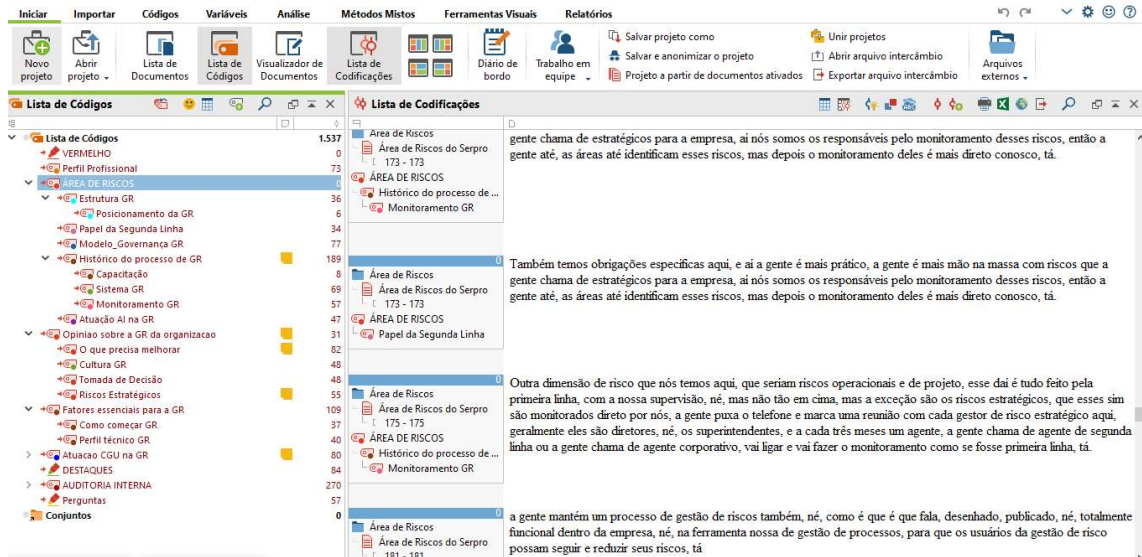 Iniciar Importar Códigos Variáveis Análise Métodos Mistos Ferramentas Visuais Relatórios
Novo projeto
Abrir projeto
Lista de Documentos
Lista de Códigos
Visualizador de Documentos
Lista de Codificações
Diário de bordo
Trabalho em equipe
Salvar projeto como
Salvar e anonimizar o projeto
Projeto a partir de documentos ativados
Unir projetos
Abrir arquivo intercâmbio
Exportar arquivo intercâmbio
Arquivos externos
Lista de Códigos
Lista de Códigos 1.537
VERMELHO 0
Perfil Profissional 73
ÁREA DE RISCOS 0
Estrutura GR 36
Posicionamento da GR 6
Papel da Segunda Linha 34
Modelo_Governança GR 77
Histórico do processo de GR 189
Capacitação 8
Sistema GR 69
Monitoramento GR 57
Atuação AI na GR 47
Opiniao sobre a GR da organizacao 31
O que precisa melhorar 82
Cultura GR 48
Tomada de Decisão 48
Riscos Estratégicos 55
Fatores essenciais para a GR 109
Como começar GR 37
Perfil técnico GR 40
Atuacao CGU na GR 80
DESTAQUES 84
AUDITORIA INTERNA 270
Perguntas 57
Conjuntos 0
Lista de Codificações
Área de Riscos
Área de Riscos do Serpro
173 - 173
ÁREA DE RISCOS
Histórico do processo de ...
Monitoramento GR
gente chama de estratégicos para a empresa, ai nós somos os responsáveis pelo monitoramento desses riscos, então a
gente até, as áreas até identificam esses riscos, mas depois o monitoramento deles é mais direto conosco, tá.
0
Área de Riscos
Área de Riscos do Serpro
173 - 173
ÁREA DE RISCOS
Papel da Segunda Linha
Também temos obrigações especificas aqui, e ai a gente é mais prático, a gente é mais mão na massa com riscos que a
gente chama de estratégicos para a empresa, ai nós somos os responsáveis pelo monitoramento desses riscos, então a
gente até, as áreas até identificam esses riscos, mas depois o monitoramento deles é mais direto conosco, tá.
0
Área de Riscos
Área de Riscos do Serpro
175 - 175
ÁREA DE RISCOS
Histórico do processo de ...
Monitoramento GR
Outra dimensão de risco que nós temos aqui, que seriam riscos operacionais e de projeto, esse dai é tudo feito pela
primeira linha, com a nossa supervisão, né, mas não tão em cima, mas a exceção são os riscos estratégicos, que esses sim
são monitorados direto por nós, a gente puxa o telefone e marca uma reunião com cada gestor de risco estratégico aqui,
geralmente eles são diretores, né, os superintendentes, e a cada três meses um agente, a gente chama de agente de segunda
linha ou a gente chama de agente corporativo, vai ligar e vai fazer o monitoramento como se fosse primeira linha, tá.
0
Área de Riscos
Área de Riscos do Serpro
181 - 181
a gente mantém um processo de gestão de riscos também, né, como é que é que fala, desenhado, publicado, né, totalmente
funcional dentro da empresa, né, na ferramenta nossa de gestão de processos, para que os usuários da gestão de risco
possam seguir e reduzir seus riscos, tá